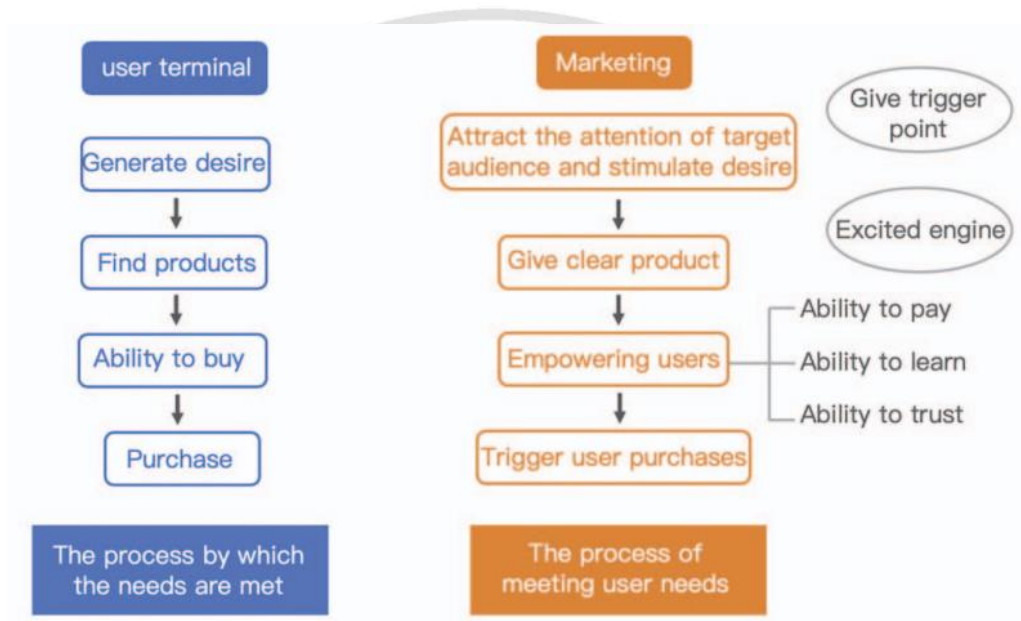 user terminal
Generate desire
Find products
Ability to buy
Purchase
The process by which
the needs are met
Marketing
Attract the attention of target
audience and stimulate desire
Give clear product
Empowering users
Trigger user purchases
The process of
meeting user needs
Give trigger
point
Excited engine
Ability to pay
Ability to learn
Ability to trust